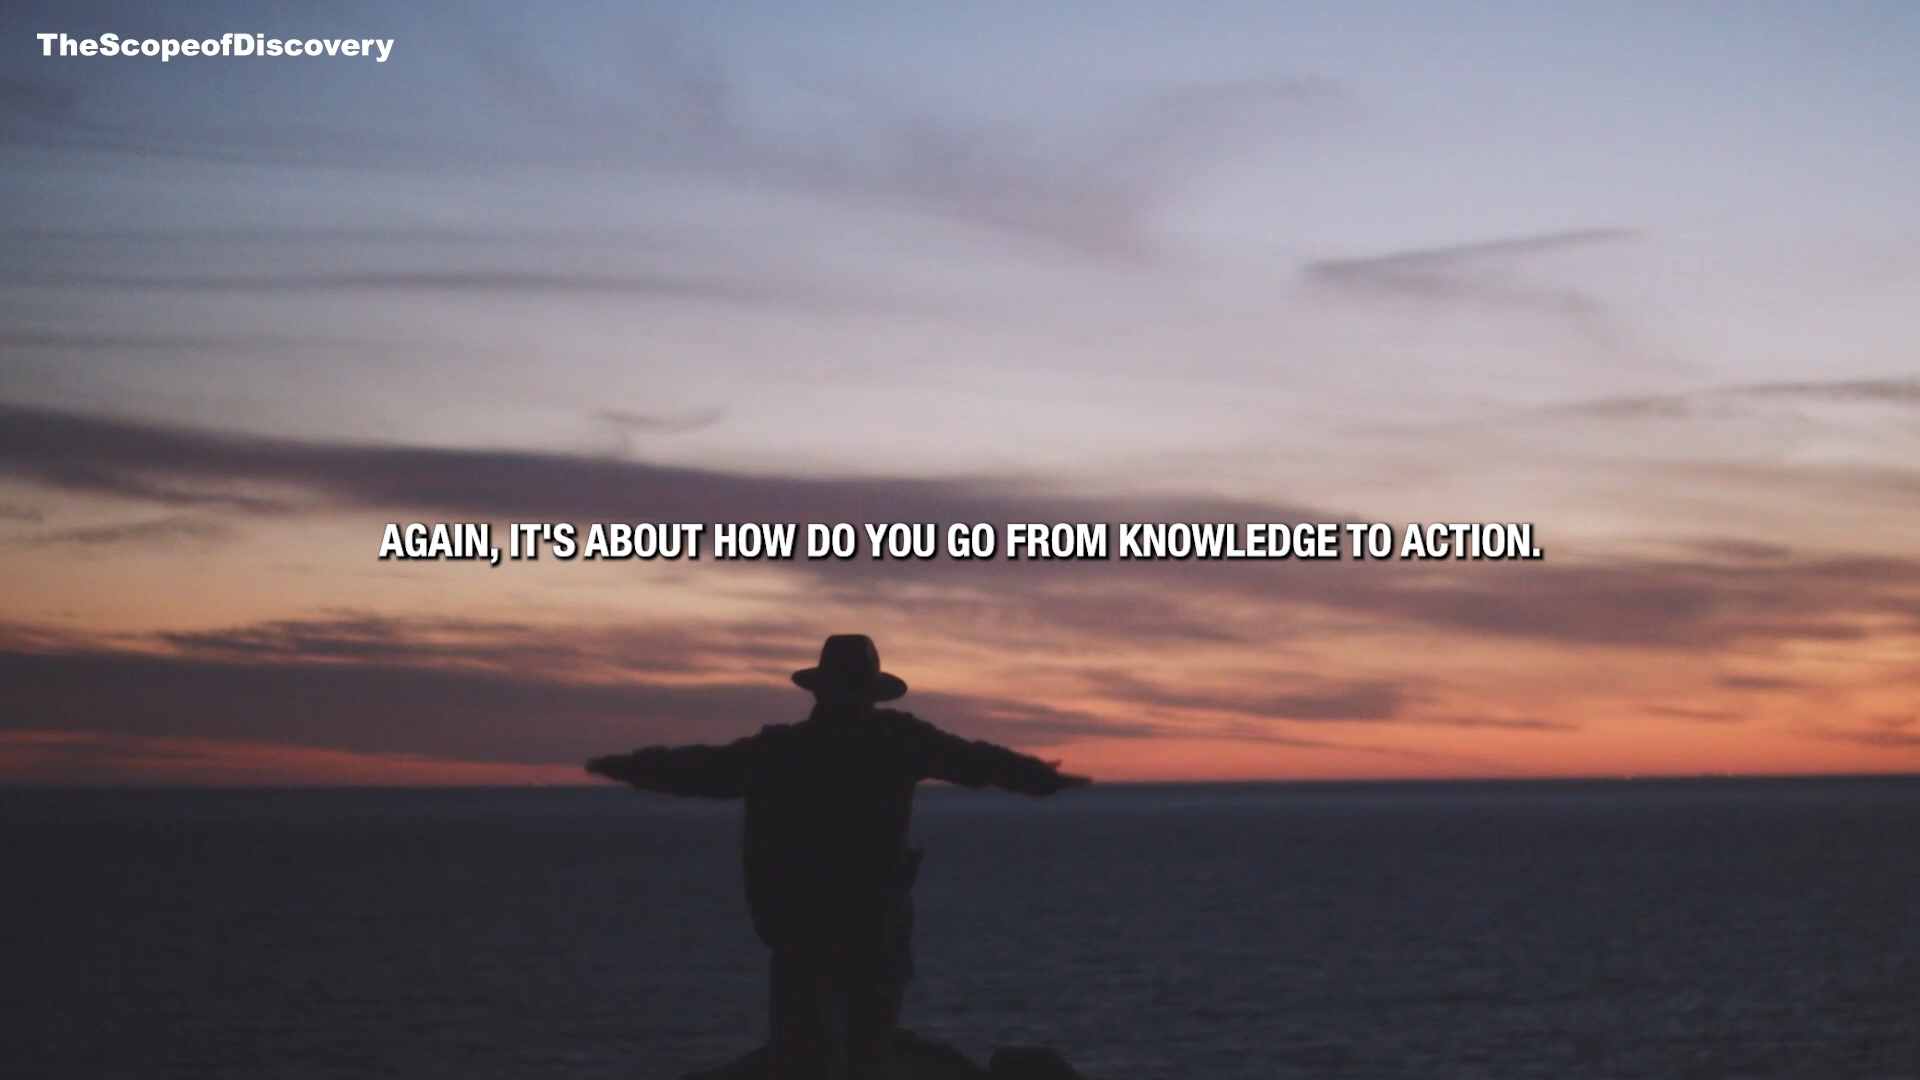 TheScopeofDiscovery
AGAIN, IT'S ABOUT HOW DO YOU GO FROM KNOWLEDGE TO ACTION.